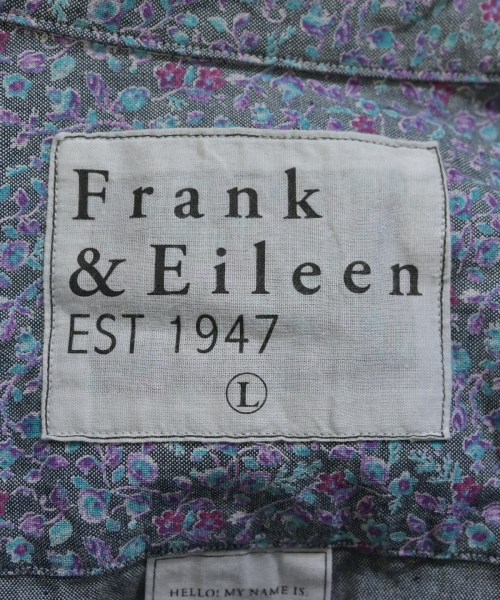 Frank
& Eileen
EST 1947
L
HELLO! MY NAME IS